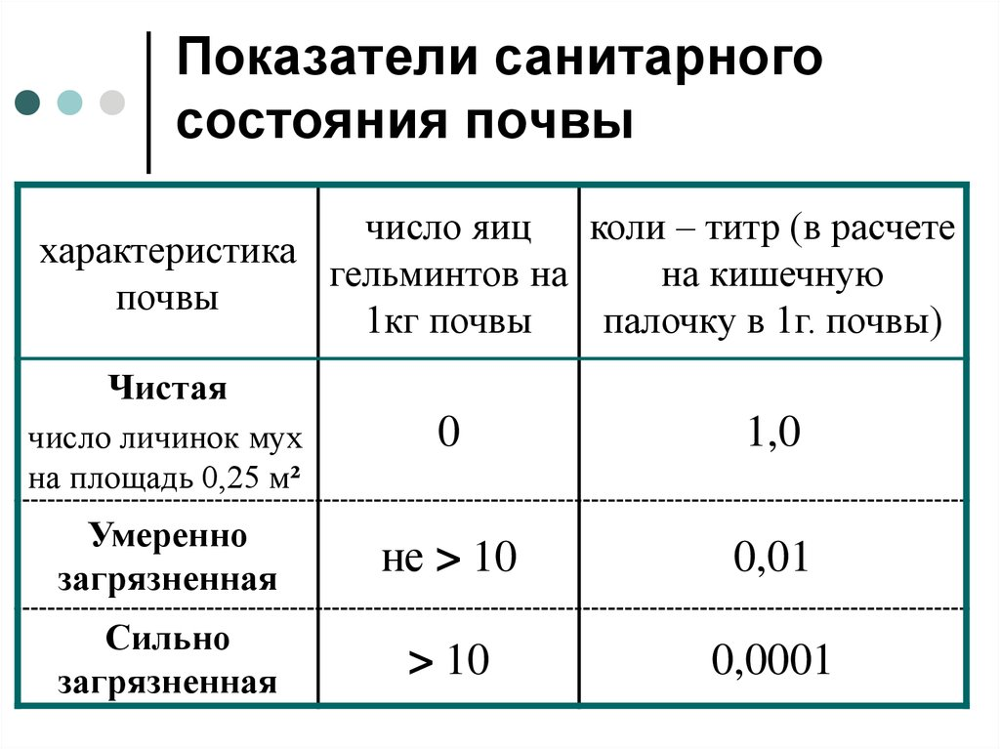 Показатели санитарного
состояния почвы
характеристика
почвы
число яиц
гельминтов на
1кг почвы
коли – титр (в расчете
на кишечную
палочку в 1г. почвы)
Чистая
число личинок мух
на площадь 0,25 м²
0
1,0
Умеренно
загрязненная
не > 10
0,01
Сильно
загрязненная
> 10
0,0001